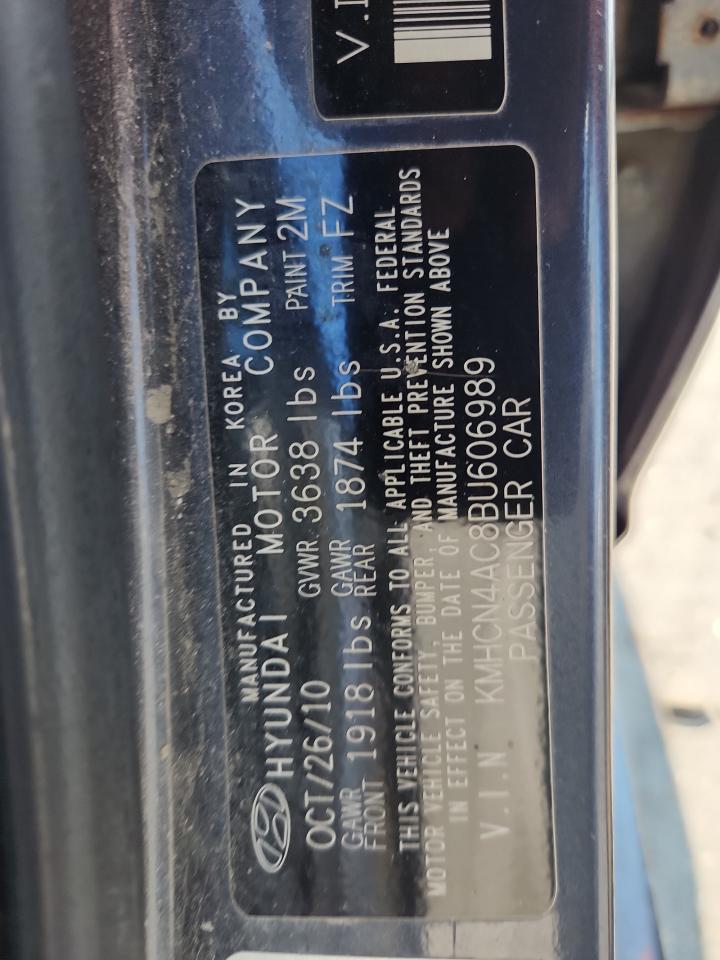 V.I
MANUFACTURED IN KOREA BY
HYUNDAI MOTOR COMPANY
OCT/26/10 GVWR 3638 lbs PAINT 2M
GAWR FRONT 1918 lbs GAWR REAR 1874 lbs TRIM FZ
THIS VEHICLE CONFORMS TO ALL APPLICABLE U.S.A. FEDERAL
MOTOR VEHICLE SAFETY, BUMPER, AND THEFT PREVENTION STANDARDS
IN EFFECT ON THE DATE OF MANUFACTURE SHOWN ABOVE
V.I.N KMHCN4AC8BU606989
PASSENGER CAR